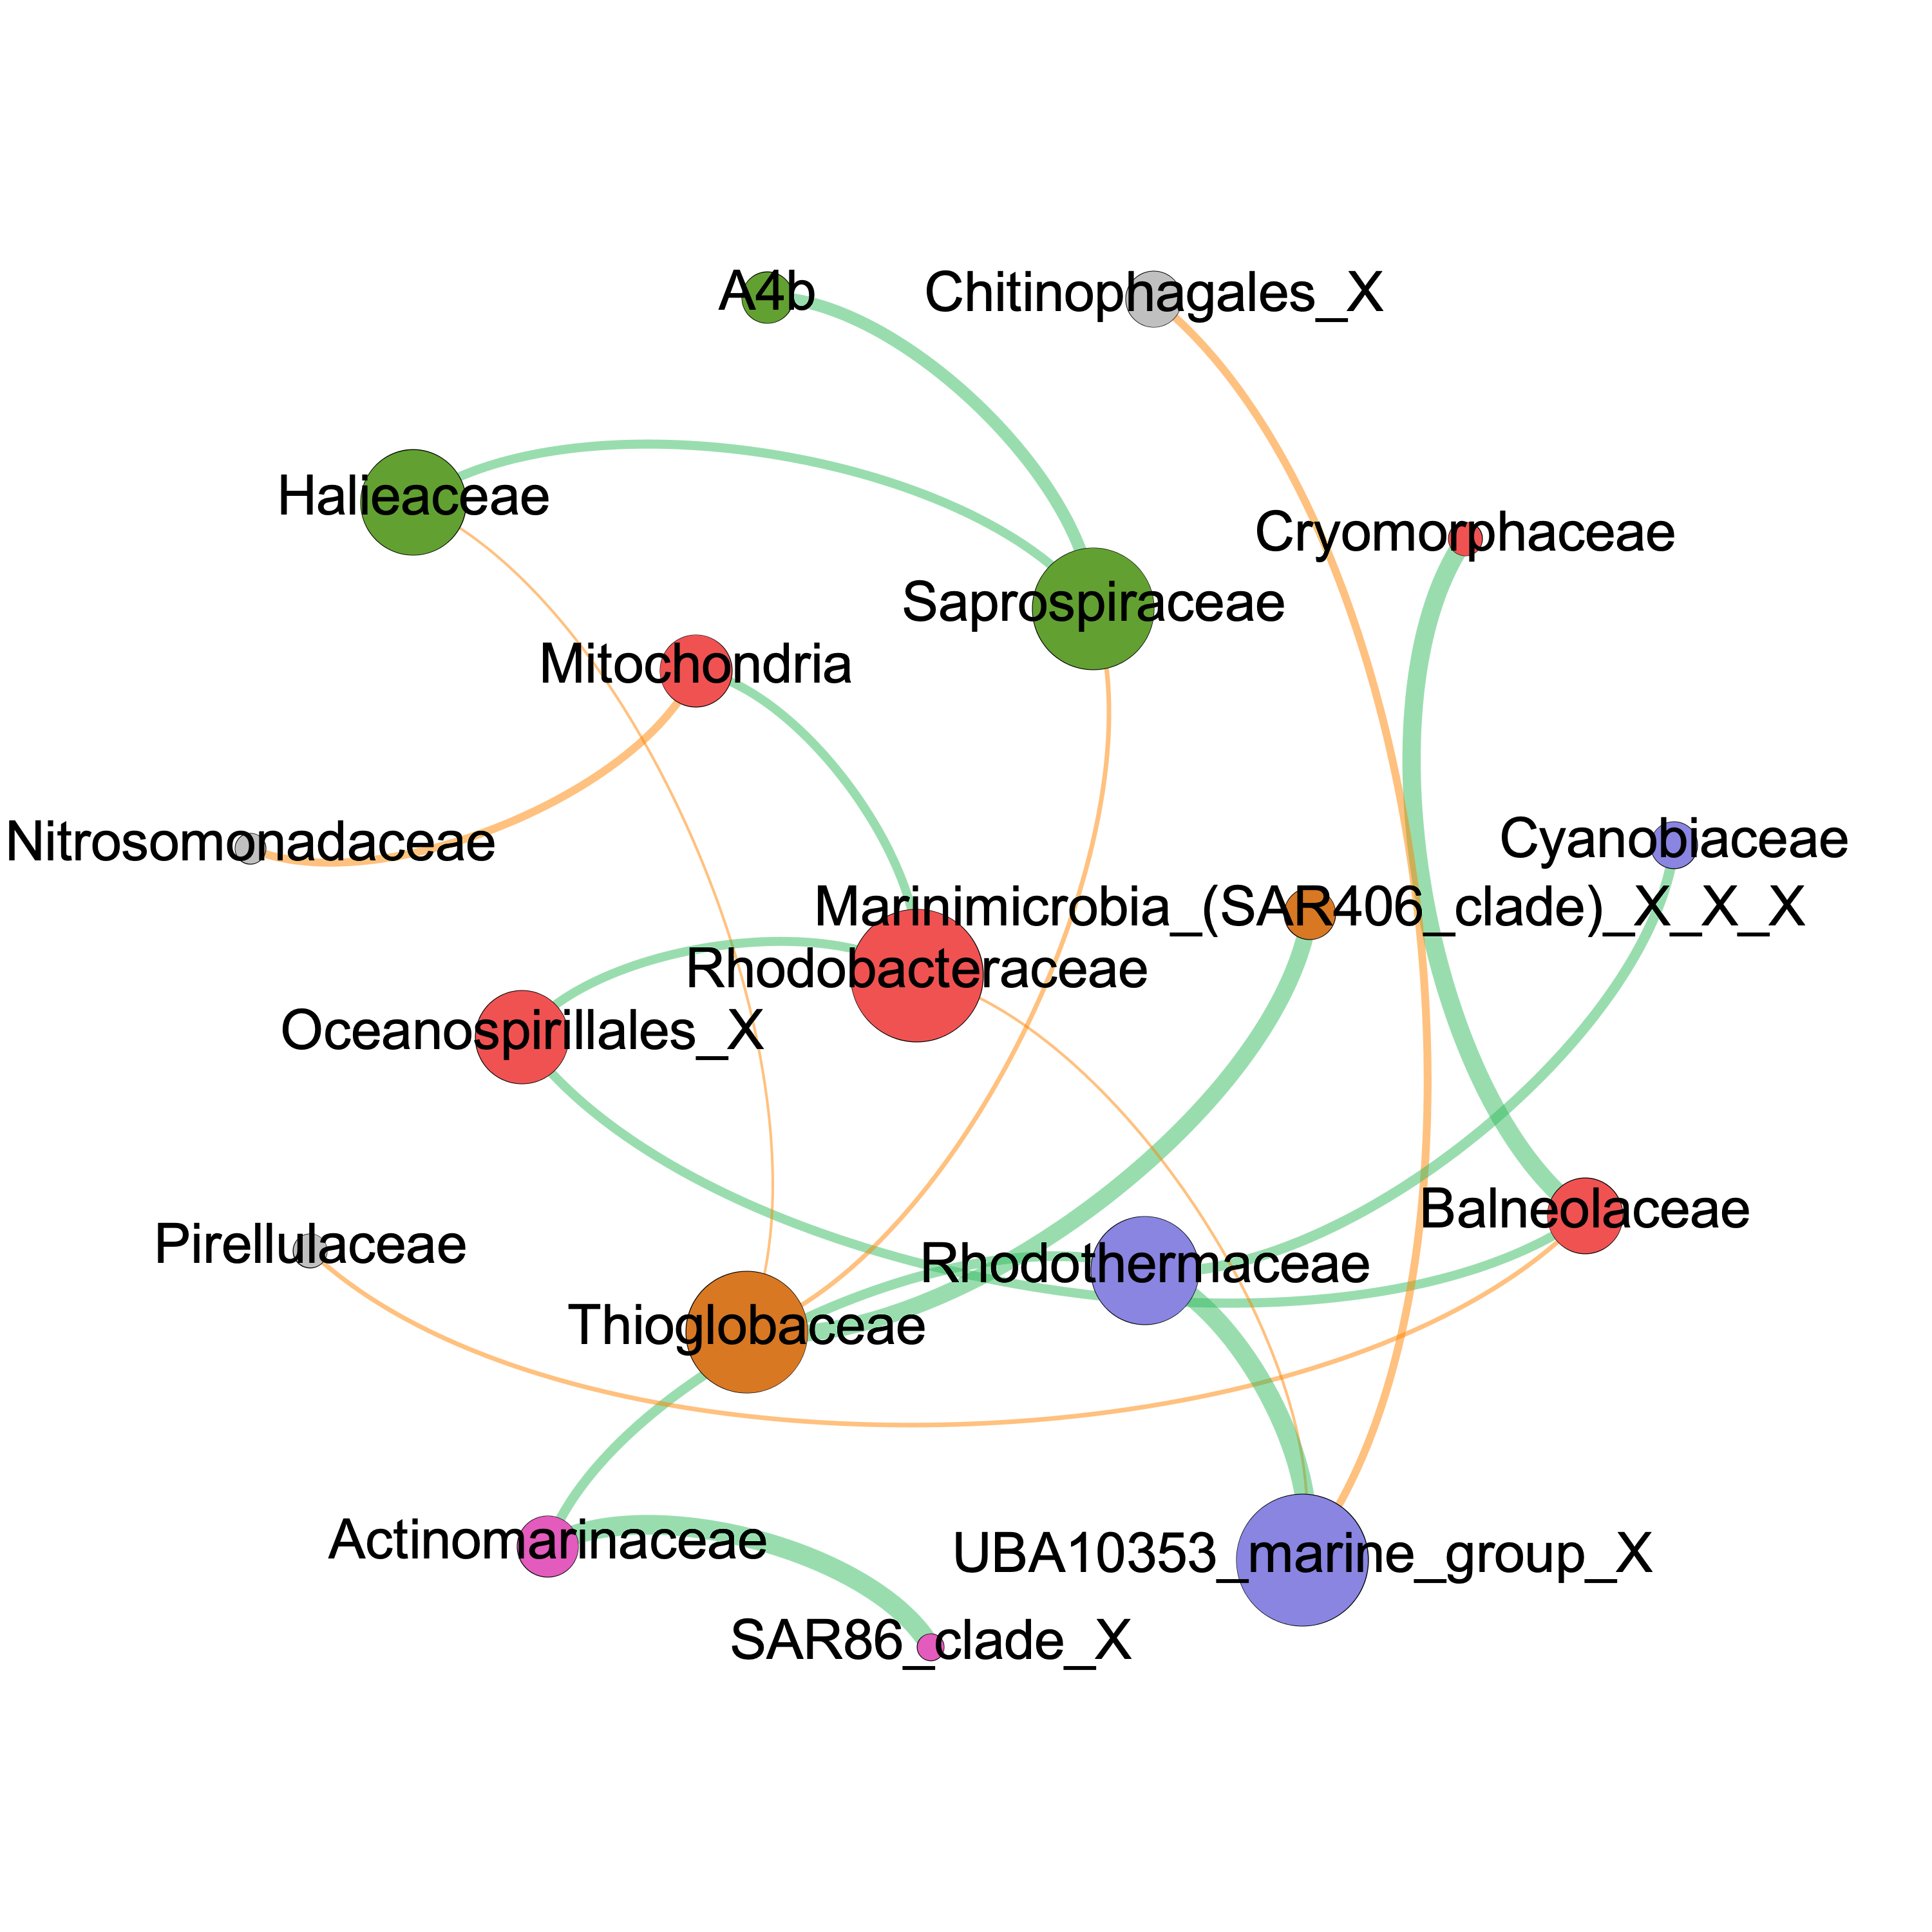 A4b
Chitinophagales_X
Halieaceae
Cryomorphaceae
Saprospiraceae
Mitochondria
Nitrosomonadaceae
Cyanobiaceae
Marinimicrobia_(SAR406_clade)_X_X_X
Rhodobacteraceae
Oceanospirillales_X
Balneolaceae
Pirellulaceae
Rhodothermaceae
Thioglobaceae
Actinomarinaceae
UBA10353_marine_group_X
SAR86_clade_X